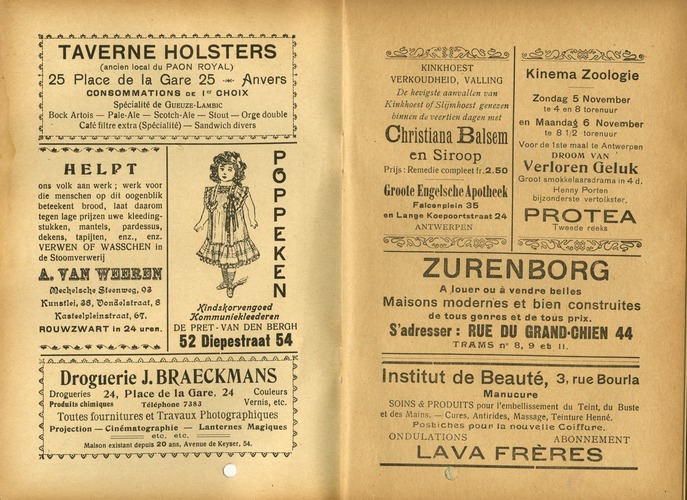 TAVERNE HOLSTERS
(ancien local du PAON ROYAL)
25 Place de la Gare 25 Anvers
CONSOMMATIONS DE 1er CHOIX
Spécialité de GUEUZE-LAMBIC
Bock Artois — Pale-Ale — Scotch-Ale — Stout — Orge double
Café filtre extra (Spécialité) — Sandwich divers
HELPT
ons volk aan werk; werk voor
die menschen op dit oogenblik
beteekent brood, laat daarom
tegen lage prijzen uwe kleeding-
stukken, mantels, pardessus,
dekens, tapijten, enz., enz.
VERWEN OF WASSCHEN in
de Stoomververij
A. VAN WEEREN
Mechelsche Steenweg, 93
Kunstlei, 38, Vondelstraat, 8
Kasteelpleinstraat, 67.
ROUWZWART in 24 uren.
POPPEKEN
Kindskorvengoed
Kommuniekleederen
DE PRET - VAN DEN BERGH
52 Diepestraat 54
Droguerie J. BRAECKMANS
Drogueries 24, Place de la Gare, 24 Couleurs
Produits chimiques Téléphone 7383 Vernis, etc.
Toutes fournitures et Travaux Photographiques
Projection — Cinématographie — Lanternes Magiques
etc. etc.
Maison existant depuis 20 ans, Avenue de Keyser, 54.
KINKHOEST
VERKOUDHEID, VALLING
De hevigste aanvallen van
Kinkhoest of Slijmhoest genezen
binnen de veertien dagen met
Christiana Balsem
en Siroop
Prijs: Remedie compleet fr. 2.50
Groote Engelsche Apotheek
Falconplein 35
en Lange Koepoortstraat 24
ANTWERPEN
Kinema Zoologie
Zondag 5 November
te 4 en 8 torenuur
en Maandag 6 November
te 8 1/2 torenuur
Voor de 1ste maal te Antwerpen
DROOM VAN
Verloren Geluk
Groot smokkelaarsdrama in 4 d.
Henny Porten
bijzonderste vertolkster,
PROTEA
Tweede reeks
ZURENBORG
A louer ou à vendre belles
Maisons modernes et bien construites
de tous genres et de tous prix.
S'adresser: RUE DU GRAND-CHIEN 44
TRAMS nos 8, 9 et 11.
Institut de Beauté, 3, rue Bourla
Manucure
SOINS & PRODUITS pour l'embellisement du Teint, du Buste
et des Mains. — Cures, Antirides, Massage, Teinture Henné.
Postiches pour la nouvelle Coiffure.
ONDULATIONS ABONNEMENT
LAVA FRÈRES